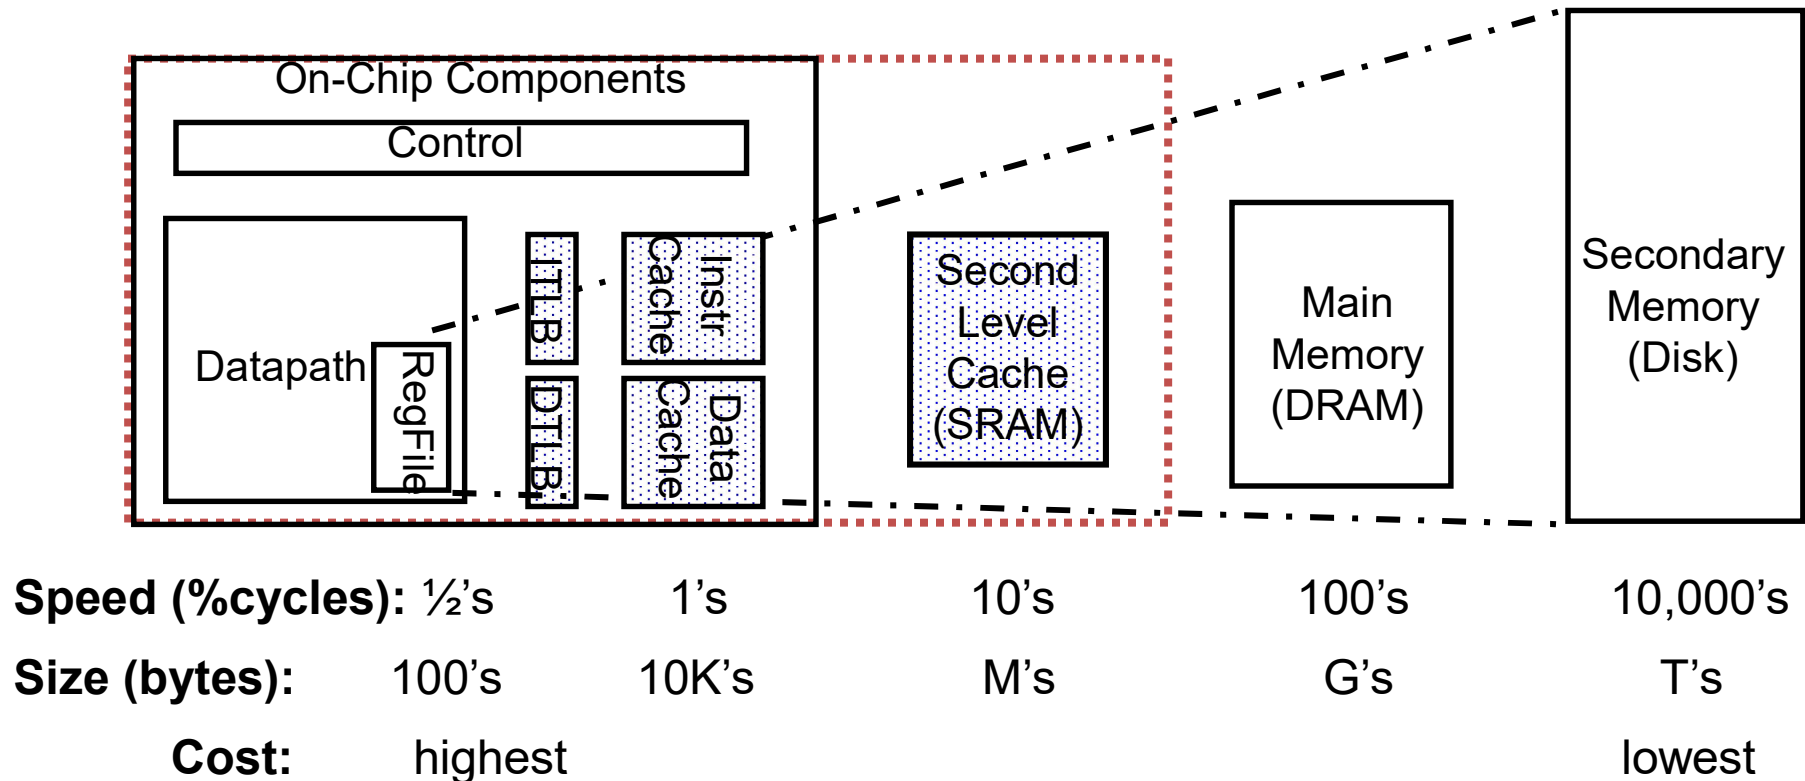 On-Chip Components
Control
Datapath
RegFile
ITLB
DTLB
Instr
Cache
Data
Cache
Second
Level
Cache
(SRAM)
Main
Memory
(DRAM)
Secondary
Memory
(Disk)
Speed (%cycles): ½’s 1’s 10’s 100’s 10,000’s
Size (bytes): 100’s 10K’s M’s G’s T’s
Cost: highest lowest